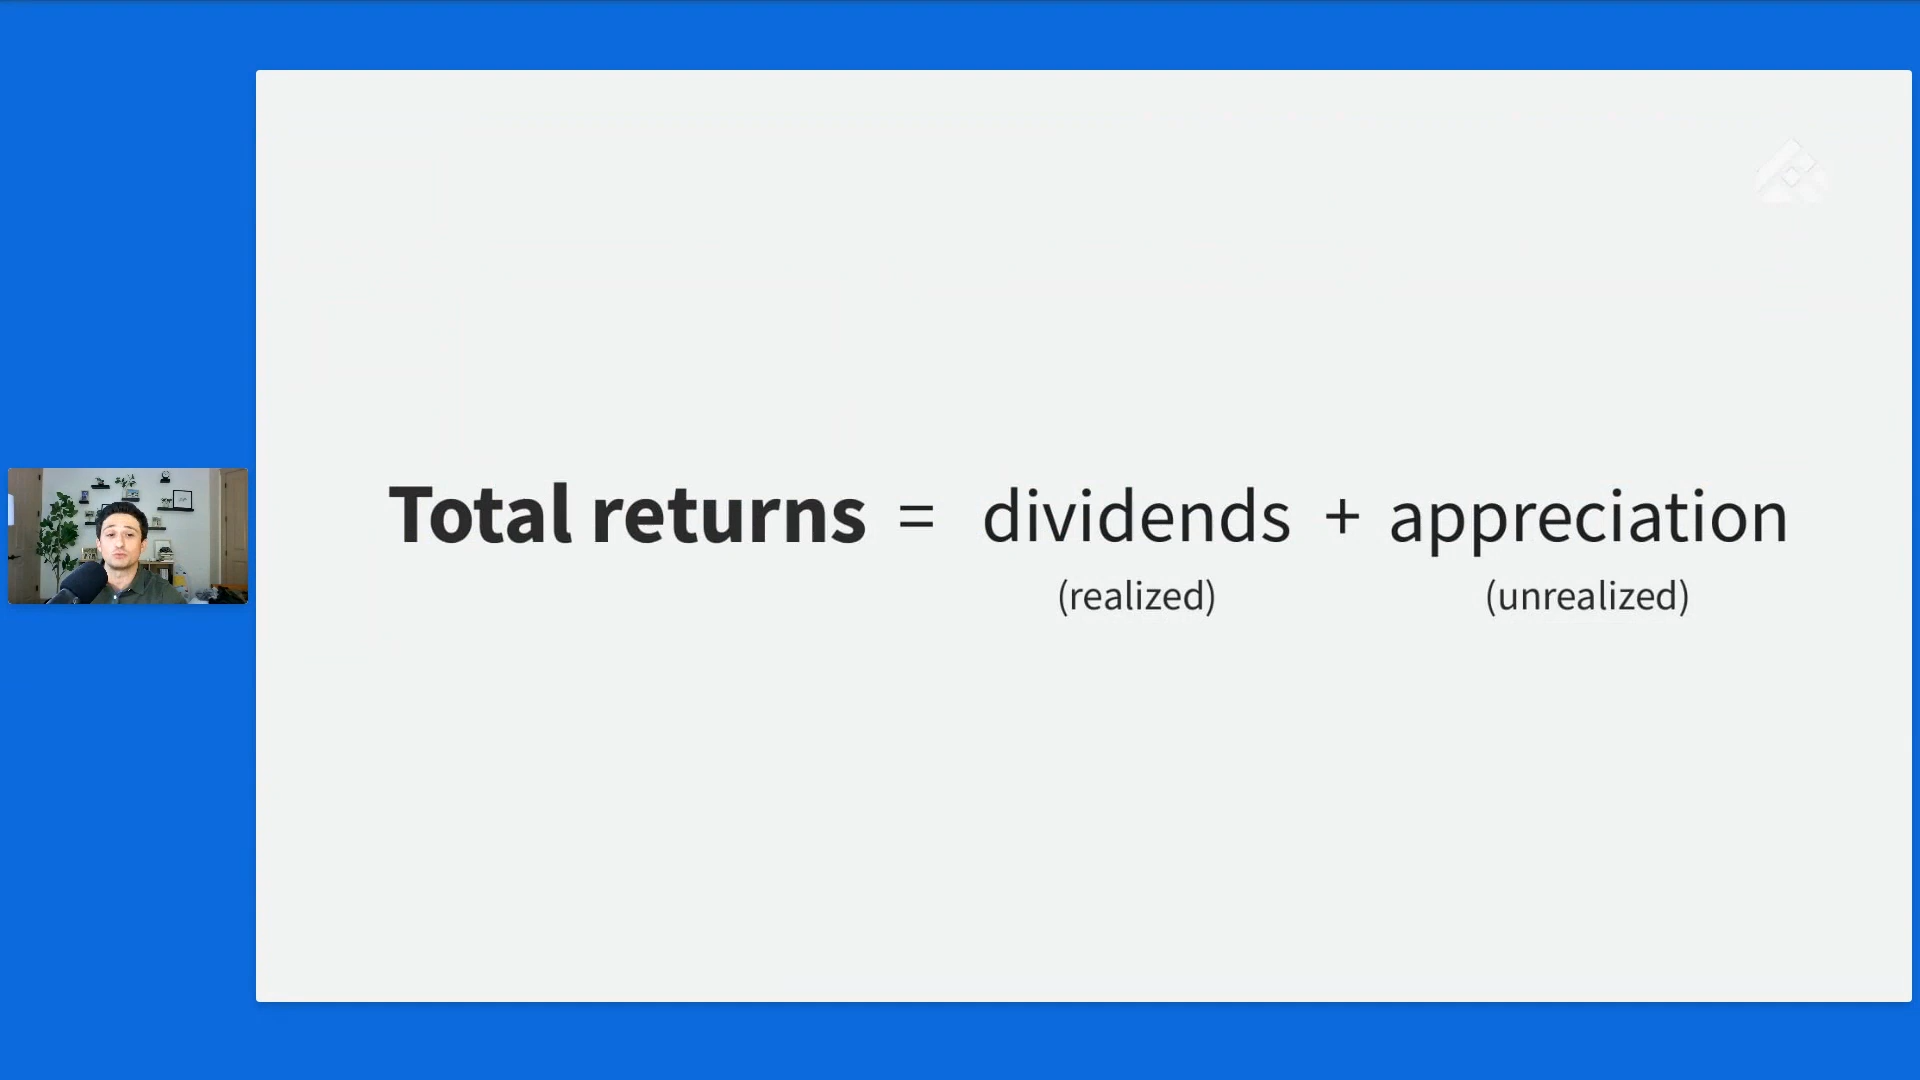 Total returns = dividends + appreciation
(realized) (unrealized)